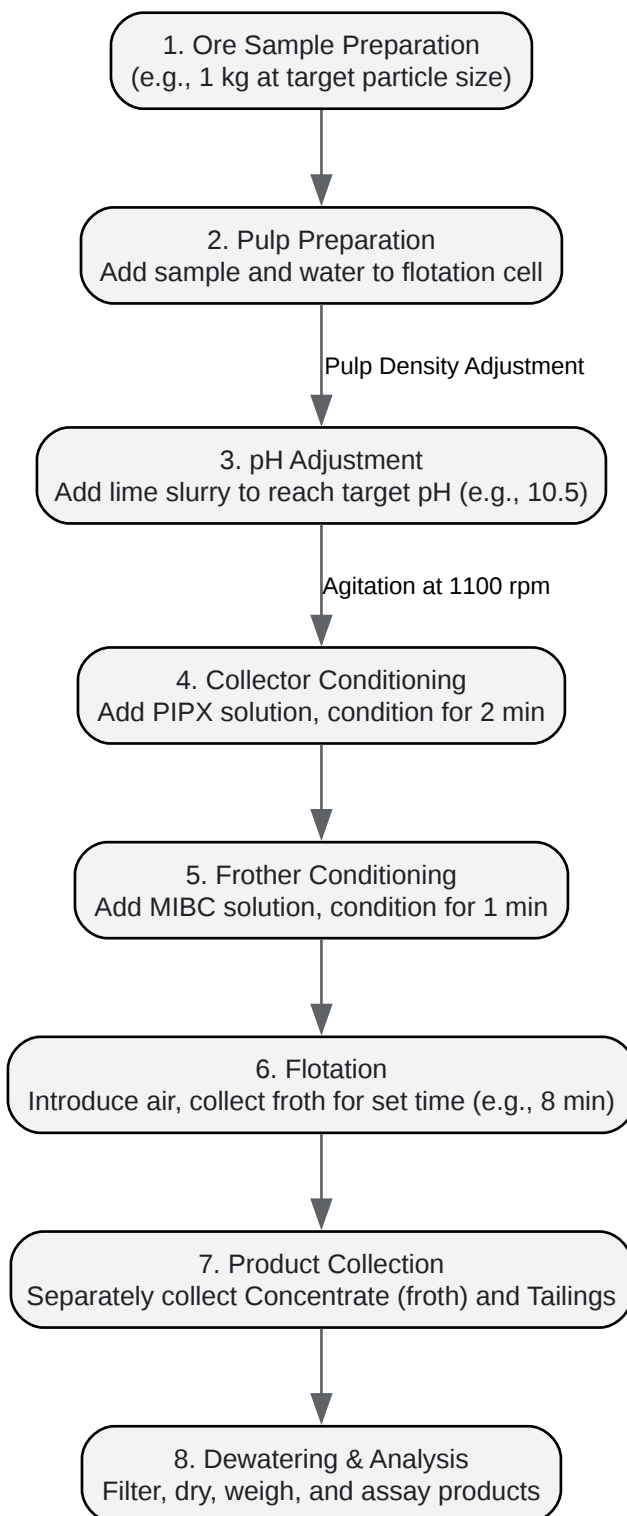 1. Ore Sample Preparation
(e.g., 1 kg at target particle size)
2. Pulp Preparation
Add sample and water to flotation cell
Pulp Density Adjustment
3. pH Adjustment
Add lime slurry to reach target pH (e.g., 10.5)
Agitation at 1100 rpm
4. Collector Conditioning
Add PIPX solution, condition for 2 min
5. Frother Conditioning
Add MIBC solution, condition for 1 min
6. Flotation
Introduce air, collect froth for set time (e.g., 8 min)
7. Product Collection
Separately collect Concentrate (froth) and Tailings
8. Dewatering & Analysis
Filter, dry, weigh, and assay products